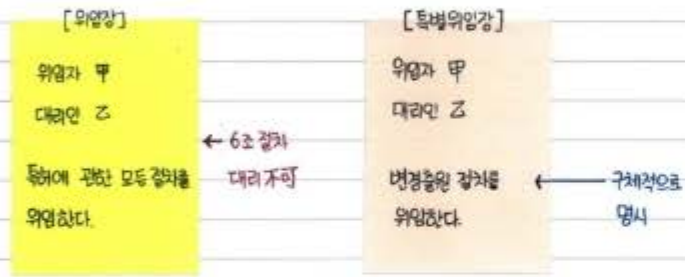 [위임장]
위임자 甲
대리인 乙
특허에 관한 모든 절차를
위임한다.
← 6조 절차
대리 不可
[특별위임장]
위임자 甲
대리인 乙
변경출원 절차를
위임한다.
← 구체적으로
명시